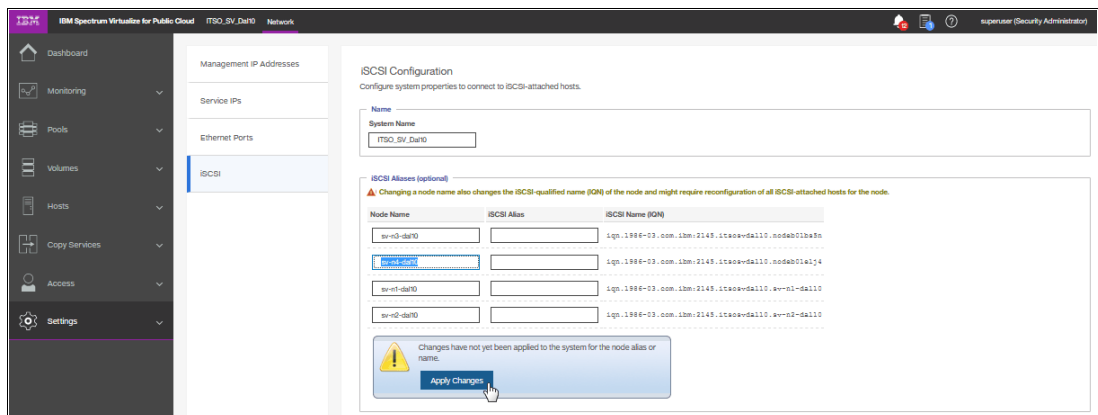 IBM
IBM Spectrum Virtualize for Public Cloud ITSO_SV_Dal10 Network
superuser (Security Administrator)
Dashboard
Monitoring
Pools
Volumes
Hosts
Copy Services
Access
Settings
Management IP Addresses
Service IPs
Ethernet Ports
iSCSI
iSCSI Configuration
Configure system properties to connect to iSCSI-attached hosts.
Name
System Name
ITSO_SV_Dal10
iSCSI Aliases (optional)
Changing a node name also changes the iSCSI-qualified name (IQN) of the node and might require reconfiguration of all iSCSI-attached hosts for the node.
Node Name iSCSI Alias iSCSI Name (IQN)
sv-n3-dal10 iqn.1986-03.com.ibm:2145.itsosvdal10.nodeb01ba5n
sv-n4-dal10 iqn.1986-03.com.ibm:2145.itsosvdal10.nodeb01elj4
sv-n1-dal10 iqn.1986-03.com.ibm:2145.itsosvdal10.sv-n1-dal10
sv-n2-dal10 iqn.1986-03.com.ibm:2145.itsosvdal10.sv-n2-dal10
Changes have not yet been applied to the system for the node alias or
name.
Apply Changes